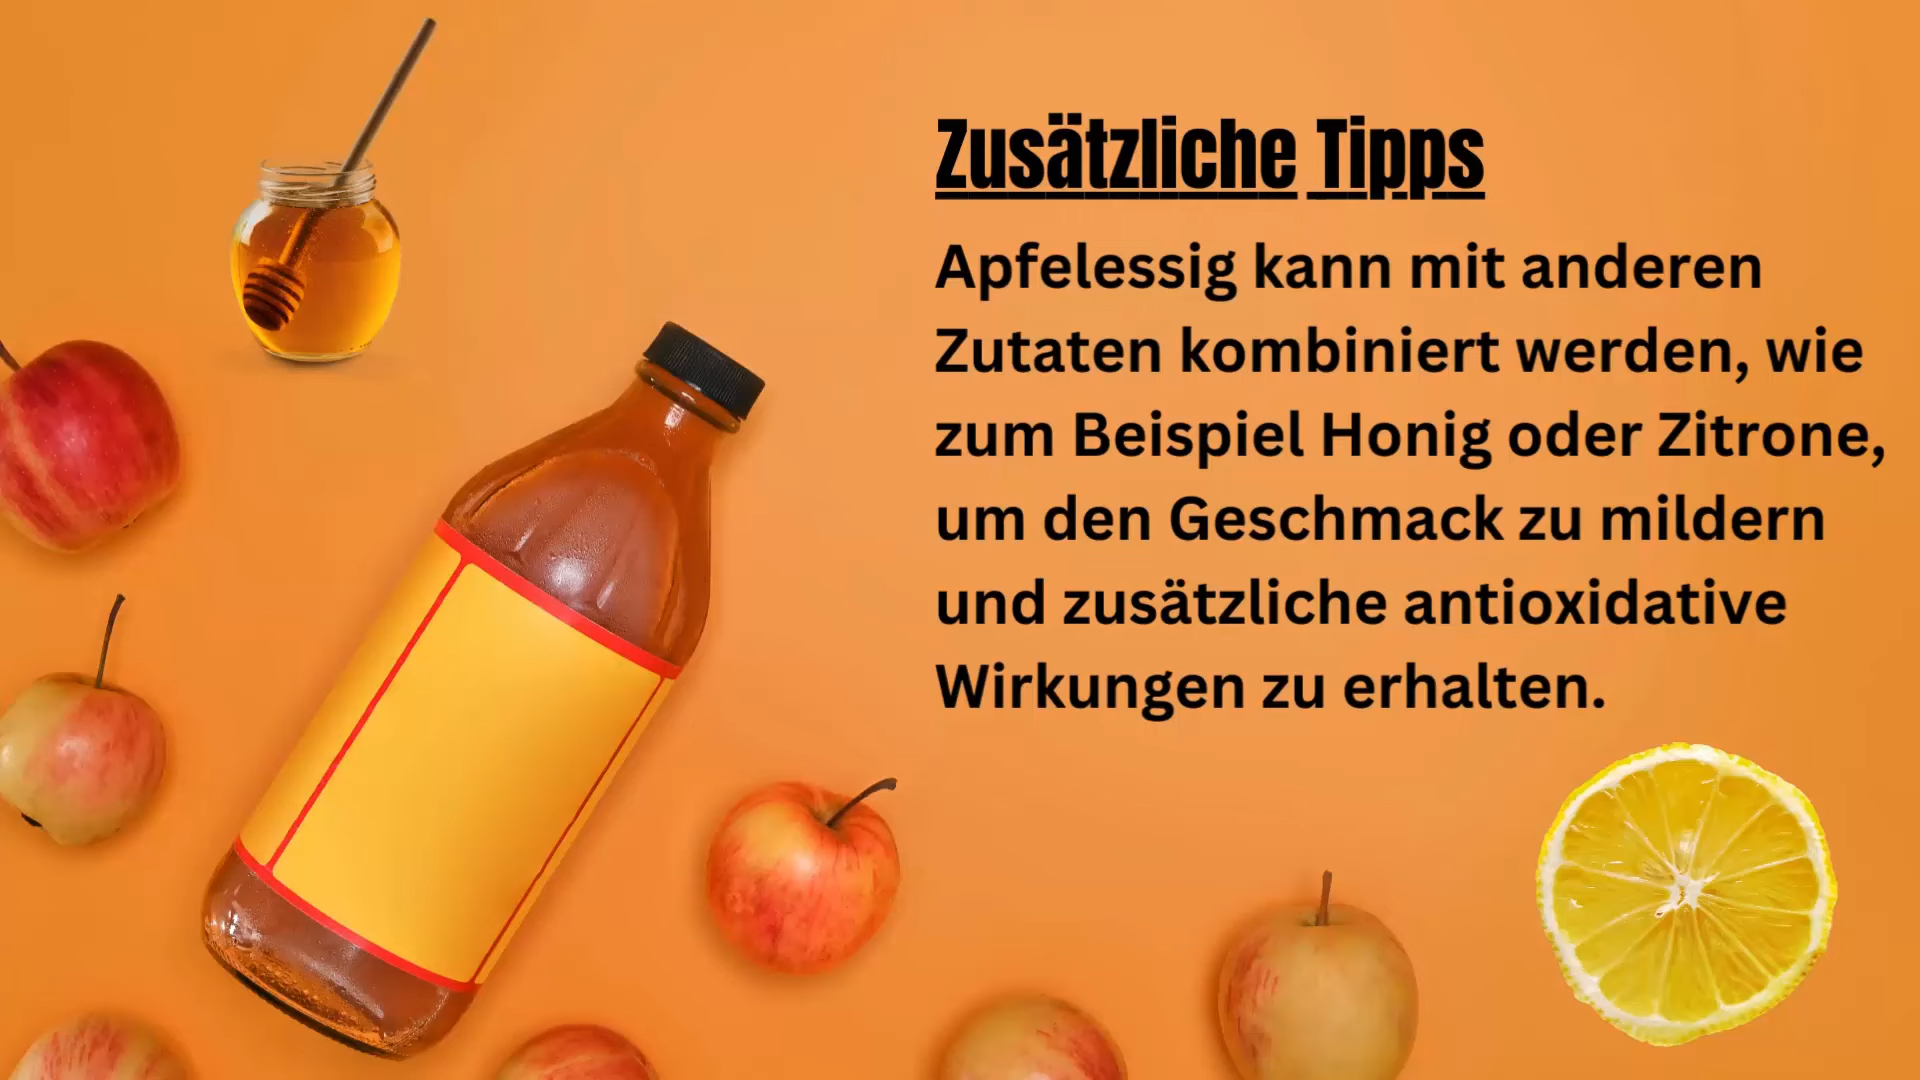 Zusätzliche Tipps
Apfelessig kann mit anderen
Zutaten kombiniert werden, wie
zum Beispiel Honig oder Zitrone,
um den Geschmack zu mildern
und zusätzliche antioxidative
Wirkungen zu erhalten.